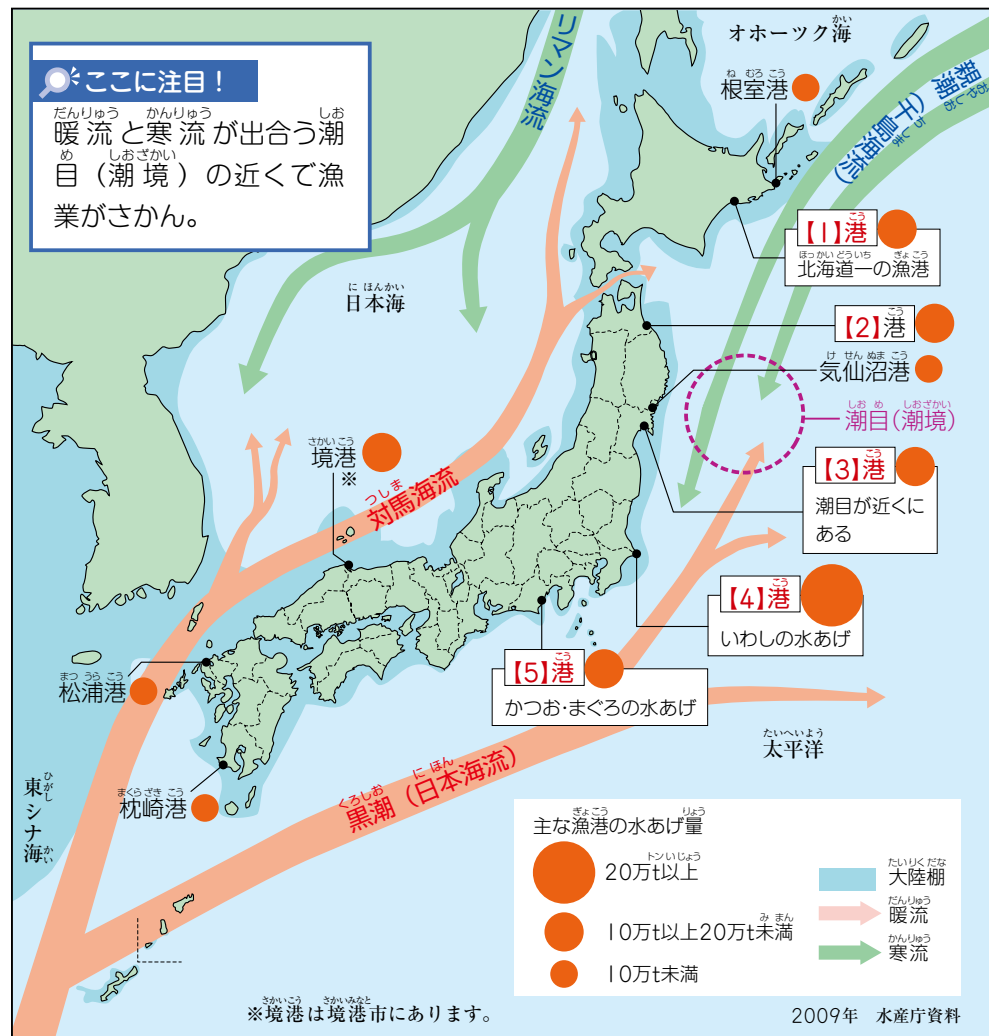 ここに注目！
暖流と寒流が出合う潮
目（潮境）の近くで漁
業がさかん。
リマン海流
オホーツク海
根室港
親潮
（千島海流）
【1】港
北海道一の漁港
【2】港
気仙沼港
潮目（潮境）
【3】港
潮目が近くに
ある
【4】港
いわしの水あげ
【5】港
かつお・まぐろの水あげ
日本海
境港
※
対馬海流
松浦港
枕崎港
東シナ海
黒潮（日本海流）
太平洋
主な漁港の水あげ量
20万t以上
10万t以上20万t未満
10万t未満
大陸棚
暖流
寒流
※境港は境港市にあります。
2009年 水産庁資料